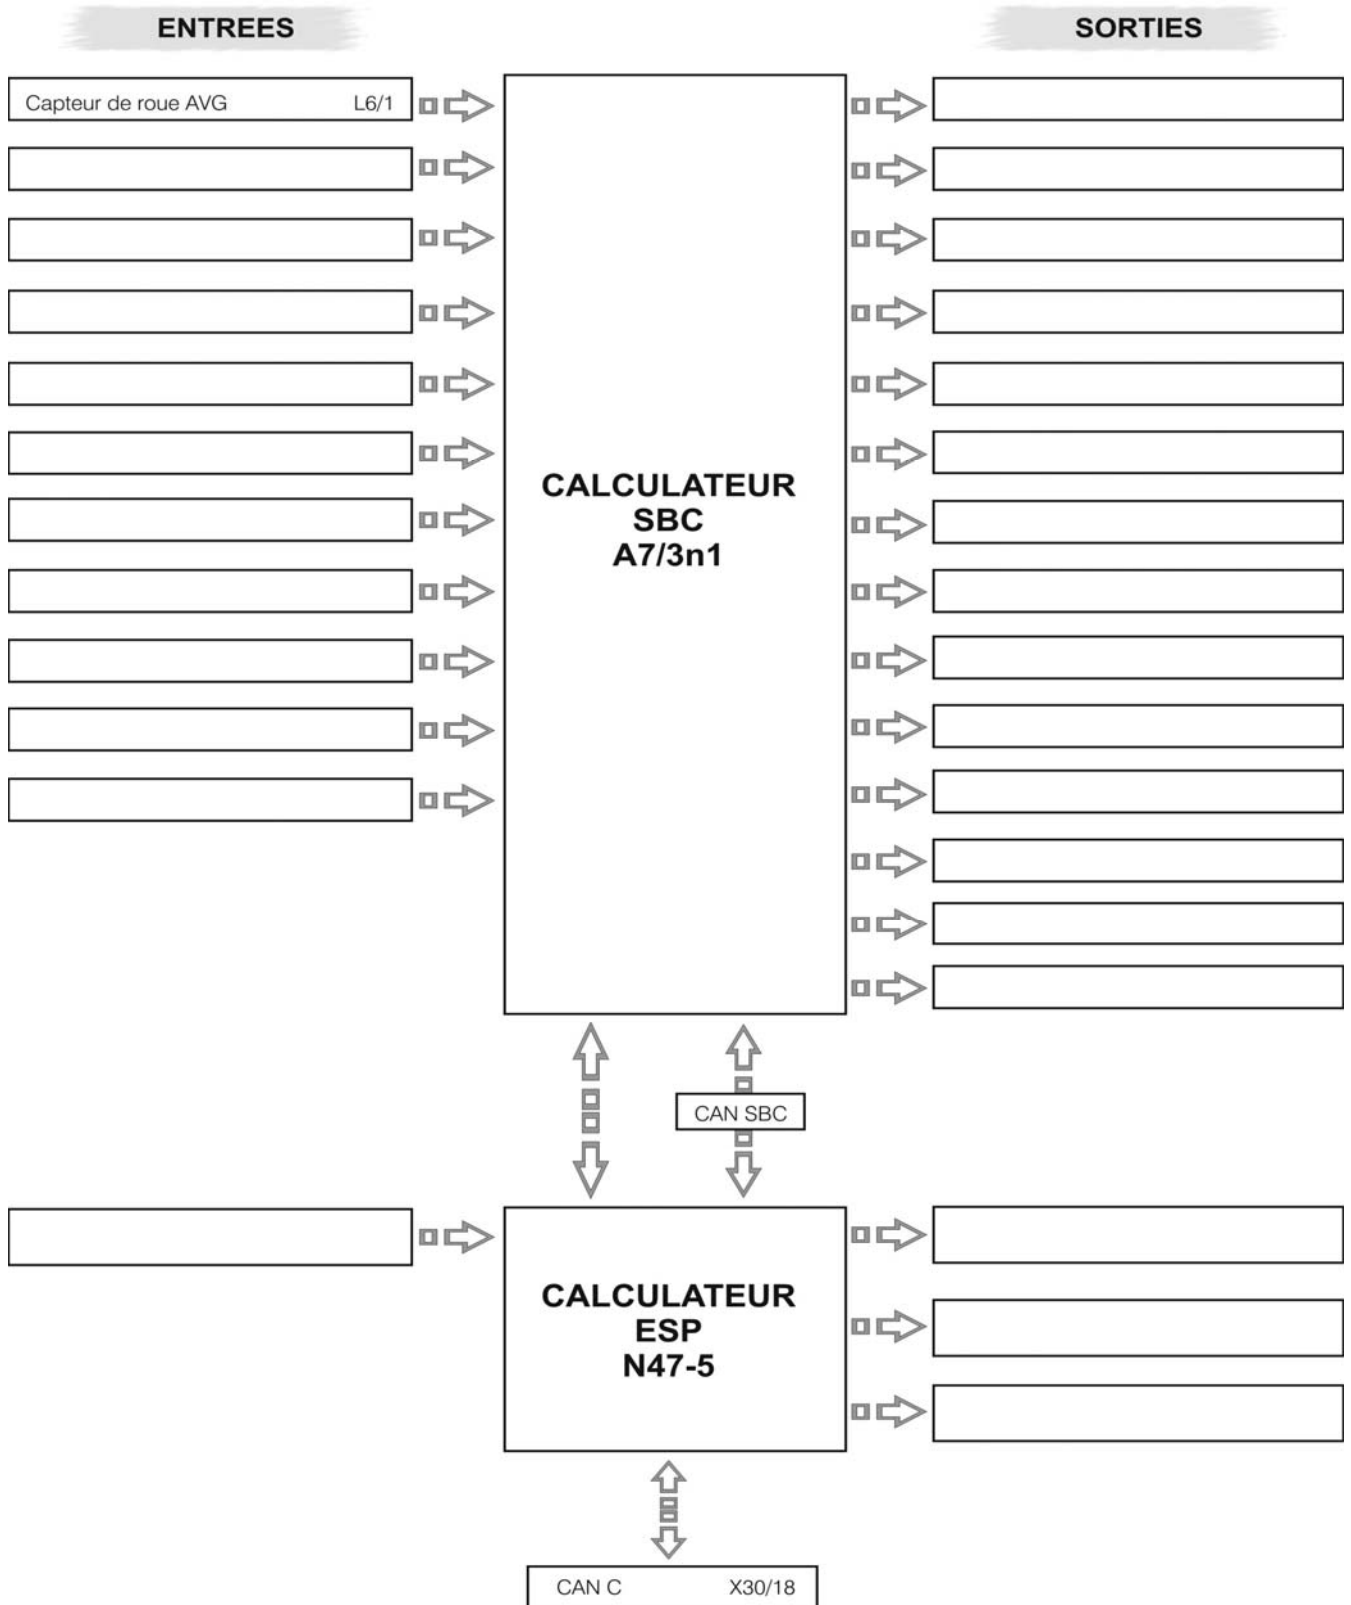 ENTREES
SORTIES
Capteur de roue AVG L6/1
CALCULATEUR
SBC
A7/3n1
CAN SBC
CALCULATEUR
ESP
N47-5
CAN C X30/18